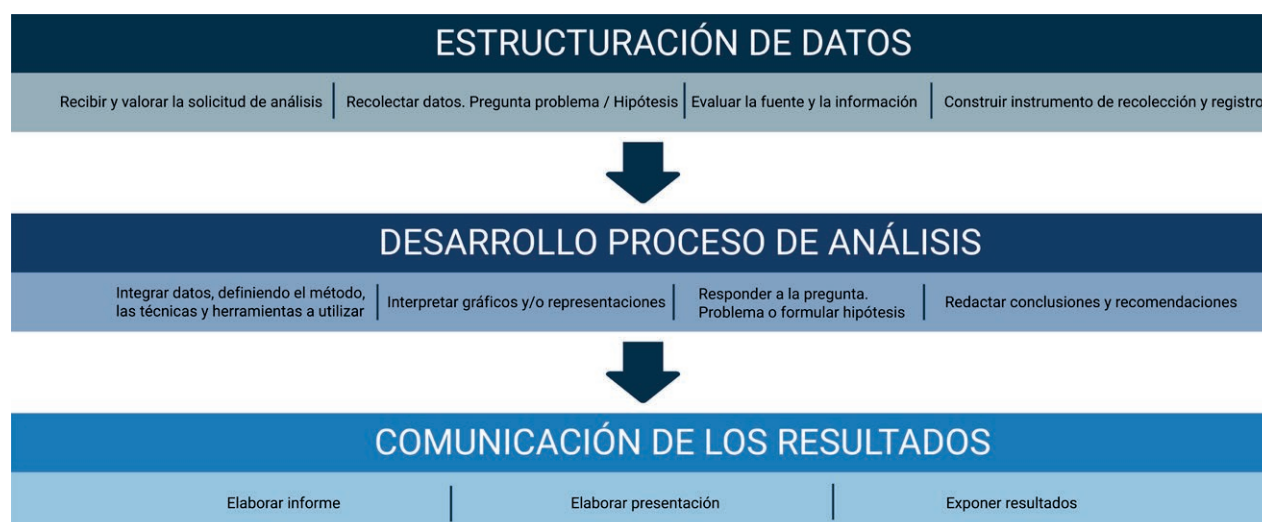 ESTRUCTURACIÓN DE DATOS
Recibir y valorar la solicitud de análisis
Recolectar datos. Pregunta problema / Hipótesis
Evaluar la fuente y la información
Construir instrumento de recolección y registro
DESARROLLO PROCESO DE ANÁLISIS
Integrar datos, definiendo el método,
las técnicas y herramientas a utilizar
Interpretar gráficos y/o representaciones
Responder a la pregunta.
Problema o formular hipótesis
Redactar conclusiones y recomendaciones
COMUNICACIÓN DE LOS RESULTADOS
Elaborar informe
Elaborar presentación
Exponer resultados